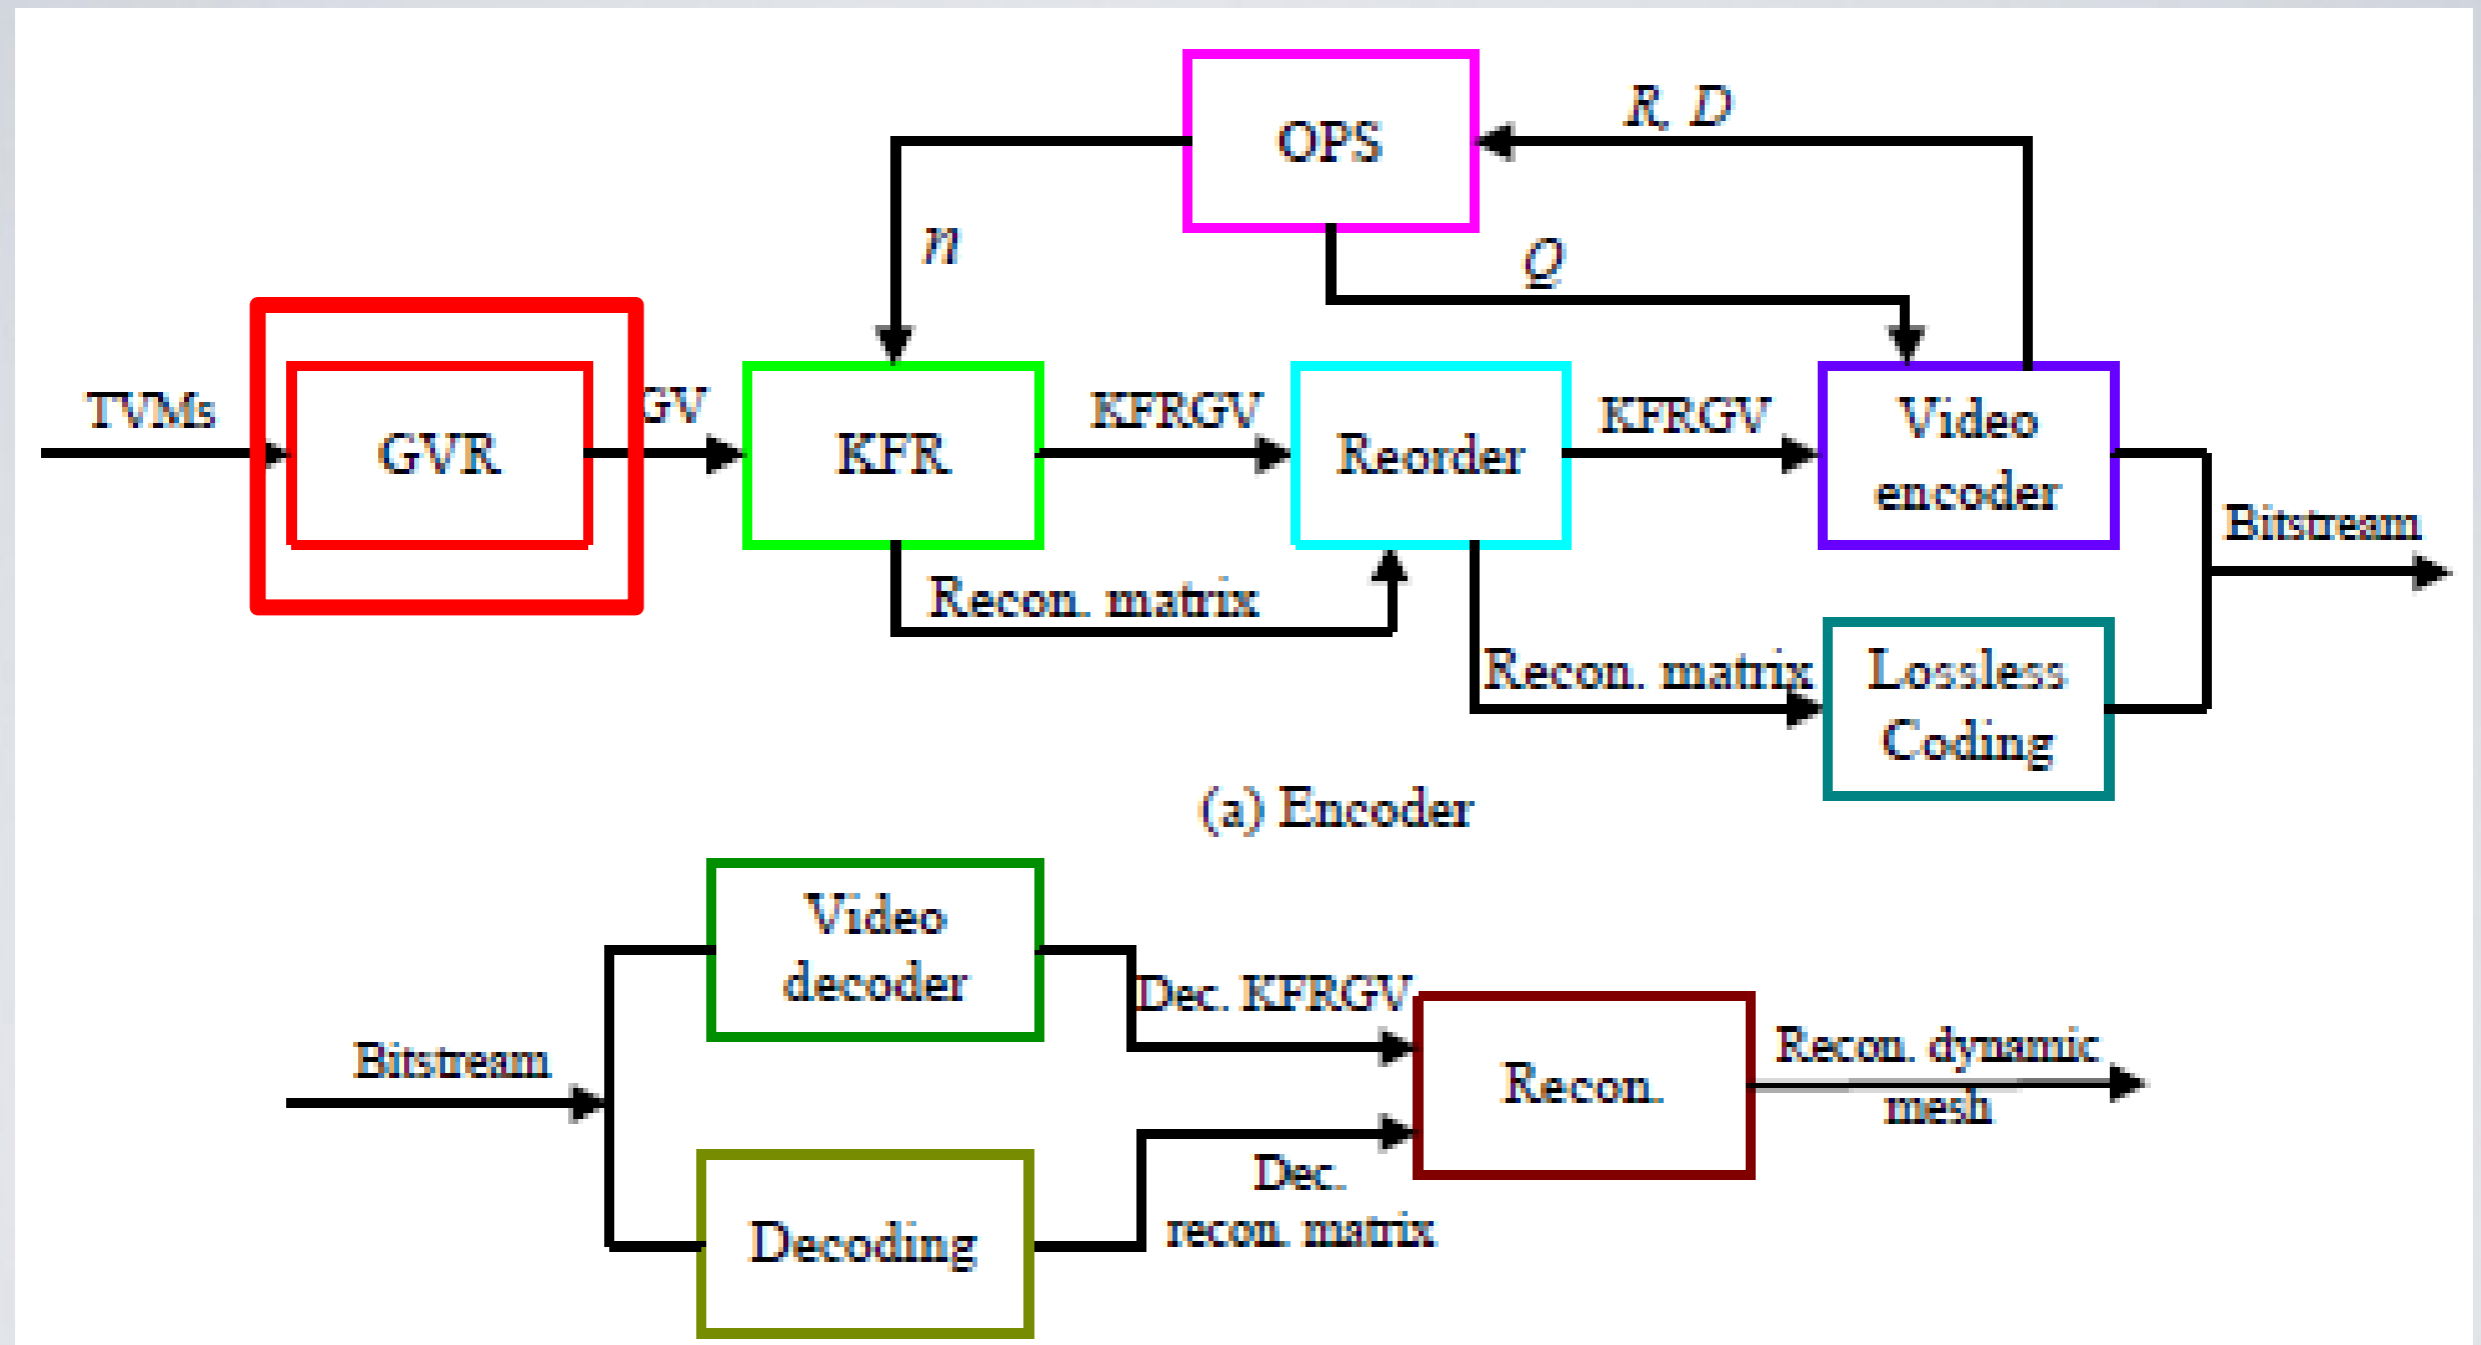 OPS
R, D
n
Q
TVMs
GVR
GV
KFR
KFRGV
Reorder
KFRGV
Video
encoder
Bitstream
Recon. matrix
Recon. matrix
Lossless
Coding
(a) Encoder
Video
decoder
Dec. KFRGV
Bitstream
Recon.
Recon. dynamic
mesh
Dec.
recon. matrix
Decoding